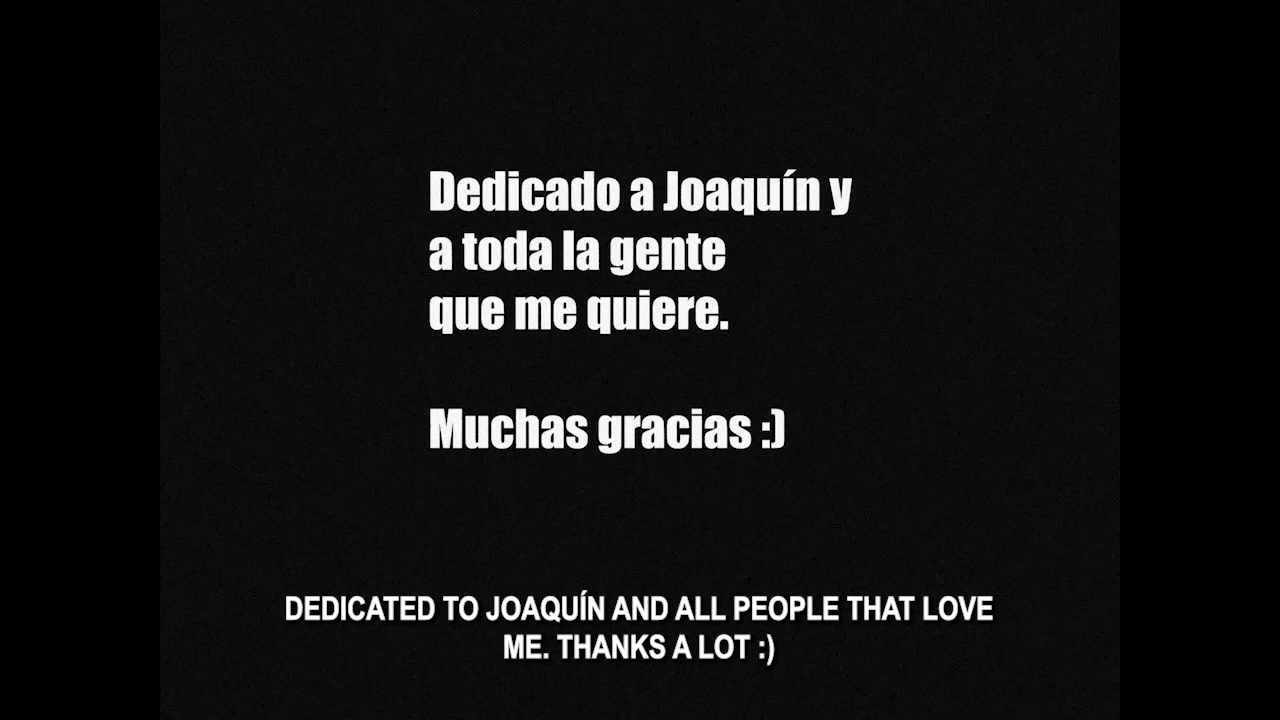 Dedicado a Joaquín y
a toda la gente
que me quiere.
Muchas gracias :)
DEDICATED TO JOAQUÍN AND ALL PEOPLE THAT LOVE
ME. THANKS A LOT :)